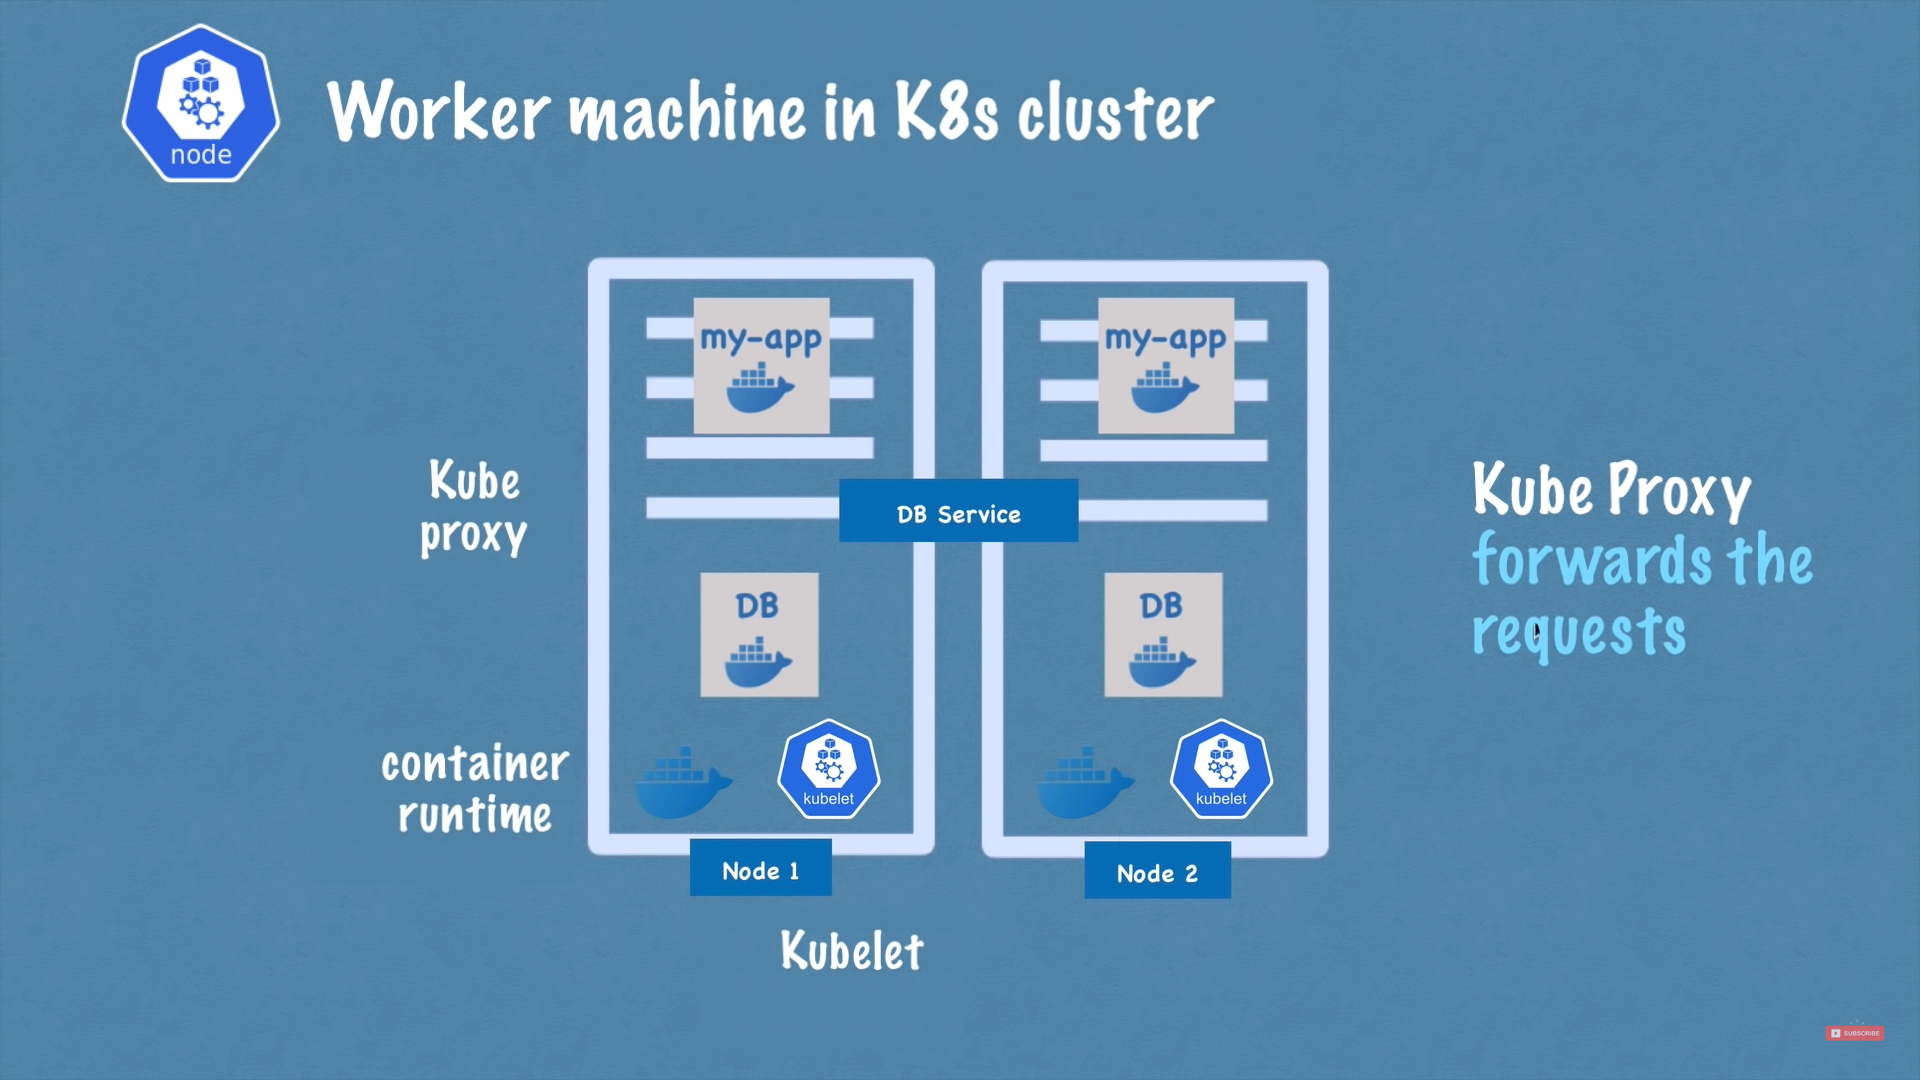 node
Worker machine in K8s cluster
my-app
my-app
Kube
proxy
DB Service
Kube Proxy
forwards the
requests
DB
DB
container
runtime
kubelet
kubelet
Node 1
Node 2
Kubelet
SUBSCRIBE